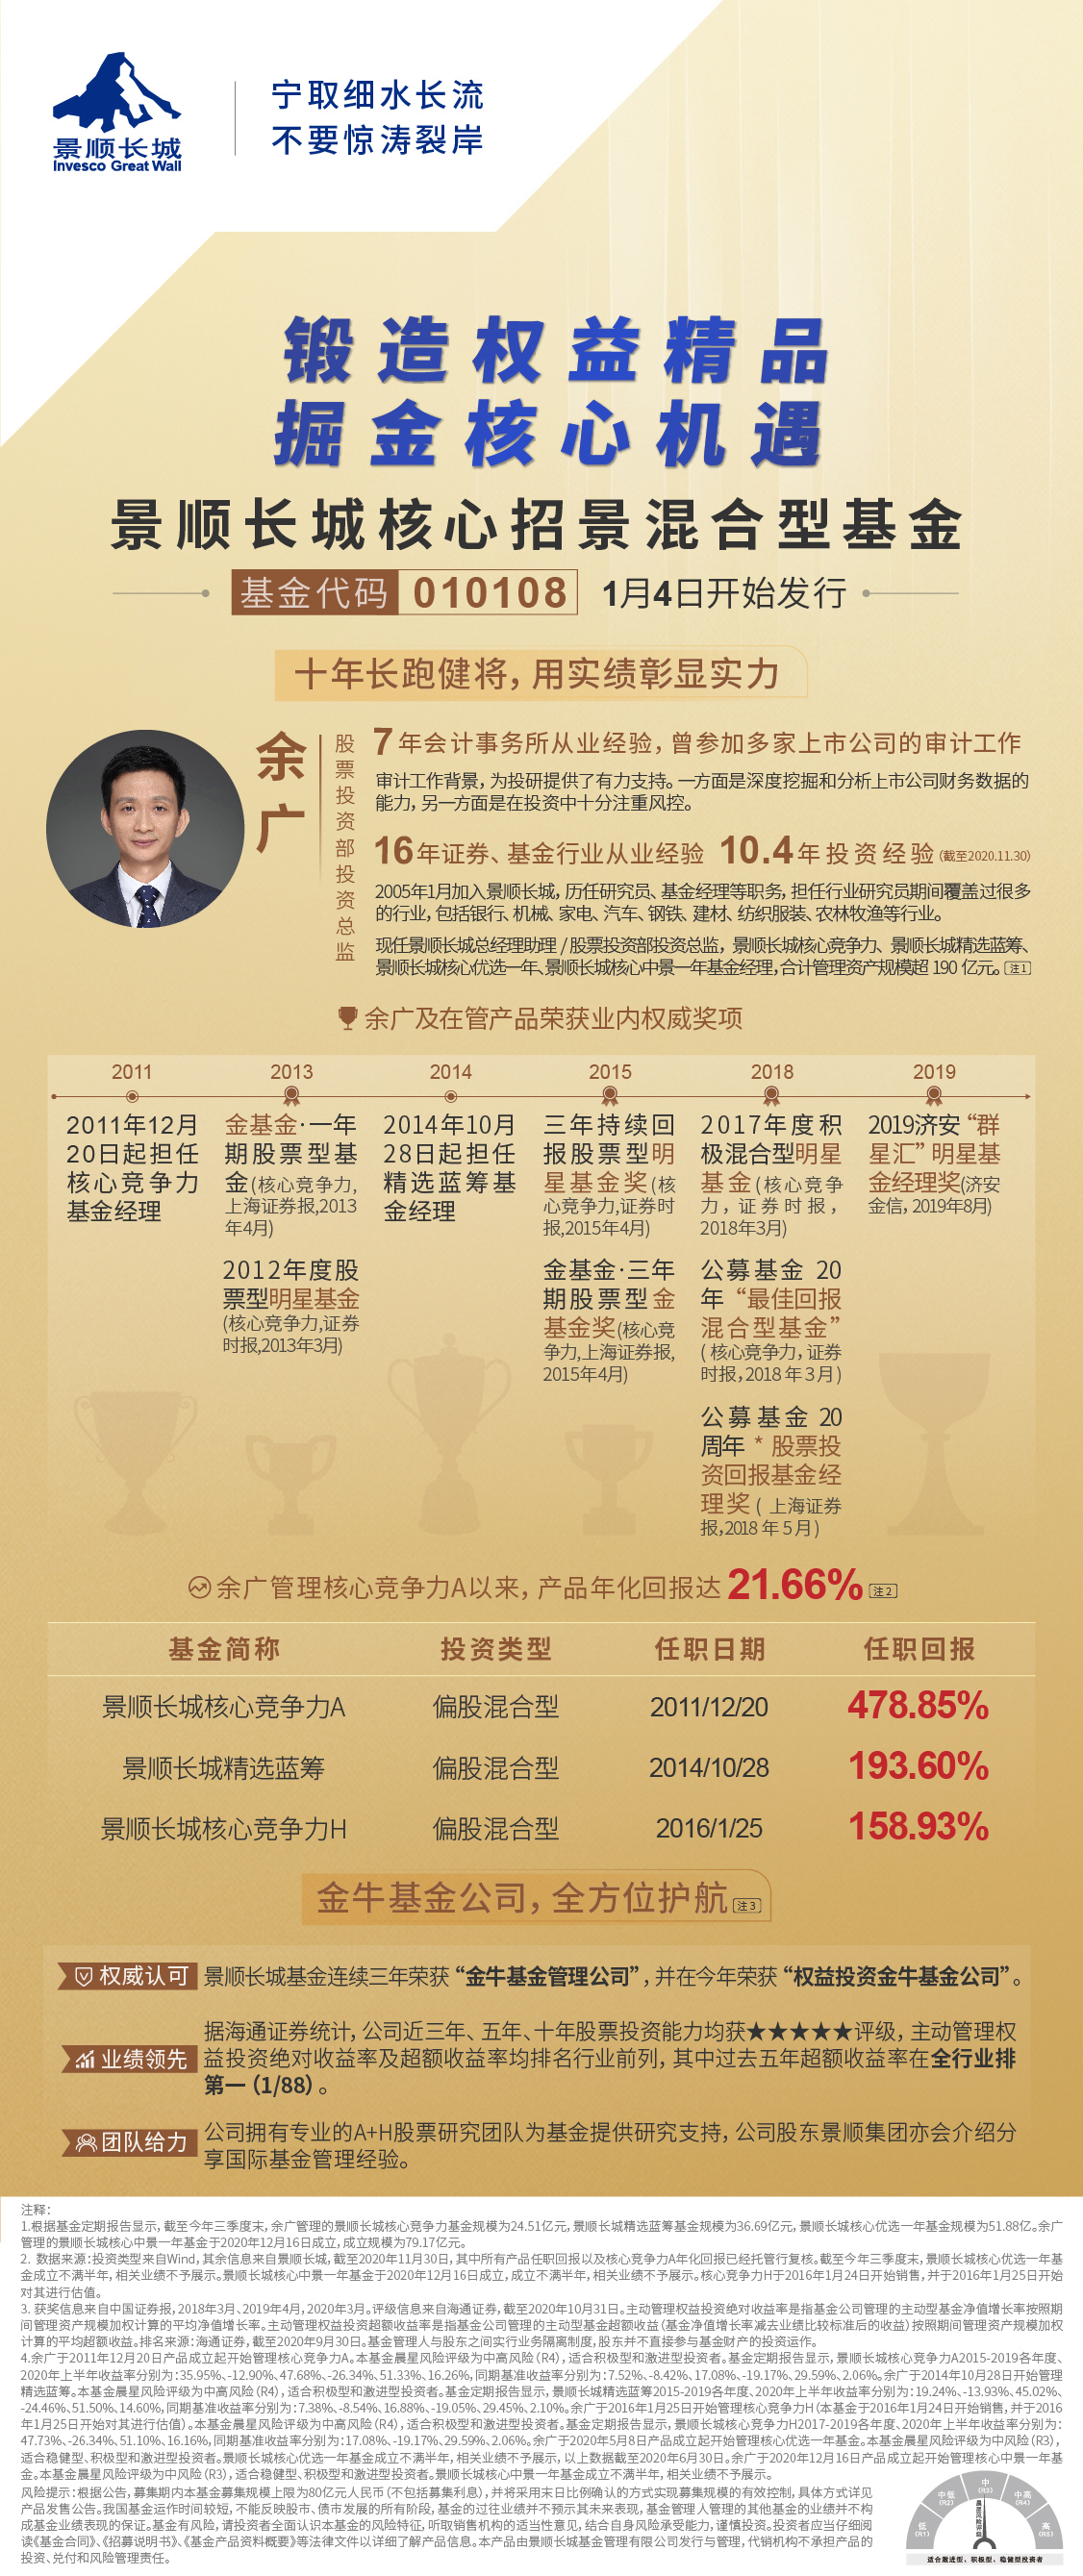 景顺长城
Invesco Great Wall
宁取细水长流
不要惊涛裂岸
锻造权益精品
掘金核心机遇
景顺长城核心招景混合型基金
基金代码 010108 1月4日开始发行
十年长跑健将，用实绩彰显实力
余广
股票投资部投资总监
7年会计事务所从业经验，曾参加多家上市公司的审计工作
审计工作背景，为投研提供了有力支持。一方面是深度挖掘和分析上市公司财务数据的
能力，另一方面是在投资中十分注重风控。
16年证券、基金行业从业经验 10.4年投资经验（截至2020.11.30）
2005年1月加入景顺长城，历任研究员、基金经理等职务，担任行业研究员期间覆盖过很多
的行业，包括银行、机械、家电、汽车、钢铁、建材、纺织服装、农林牧渔等行业。
现任景顺长城总经理助理 / 股票投资部投资总监，景顺长城核心竞争力、景顺长城精选蓝筹、
景顺长城核心优选一年、景顺长城核心中景一年基金经理，合计管理资产规模超 190 亿元。注1
余广及在管产品荣获业内权威奖项
2011
2011年12月
20日起担任
核心竞争力
基金经理
2013
金基金·一年
期股票型基
金(核心竞争力,
上海证券报,2013
年4月)
2012年度股
票型明星基金
(核心竞争力,证券
时报,2013年3月)
2014
2014年10月
28日起担任
精选蓝筹基
金经理
2015
三年持续回
报股票型明
星基金奖(核
心竞争力,证券时
报,2015年4月)
金基金·三年
期股票型金
基金奖(核心竞
争力,上海证券报,
2015年4月)
2018
2017年度积
极混合型明星
基金(核心竞争
力，证券时报，
2018年3月)
公募基金 20
年“最佳回报
混合型基金”
( 核心竞争力，证券
时报，2018 年 3 月 )
公募基金 20
周年 * 股票投
资回报基金经
理奖 ( 上海证券
报，2018 年 5 月 )
2019
2019济安“群
星汇”明星基
金经理奖(济安
金信，2019年8月)
余广管理核心竞争力A以来，产品年化回报达 21.66% 注2
基金简称 投资类型 任职日期 任职回报
景顺长城核心竞争力A 偏股混合型 2011/12/20 478.85%
景顺长城精选蓝筹 偏股混合型 2014/10/28 193.60%
景顺长城核心竞争力H 偏股混合型 2016/1/25 158.93%
金牛基金公司，全方位护航 注3
权威认可 景顺长城基金连续三年荣获“金牛基金管理公司”，并在今年荣获“权益投资金牛基金公司”。
业绩领先
据海通证券统计，公司近三年、五年、十年股票投资能力均获★★★★★评级，主动管理权
益投资绝对收益率及超额收益率均排名行业前列，其中过去五年超额收益率在全行业排
第一（1/88）。
团队给力
公司拥有专业的A+H股票研究团队为基金提供研究支持，公司股东景顺集团亦会介绍分
享国际基金管理经验。
注释：
1.根据基金定期报告显示，截至今年三季度末，余广管理的景顺长城核心竞争力基金规模为24.51亿元，景顺长城精选蓝筹基金规模为36.69亿元，景顺长城核心优选一年基金规模为51.88亿。余广
管理的景顺长城核心中景一年基金于2020年12月16日成立，成立规模为79.17亿元。
2. 数据来源：投资类型来自Wind，其余信息来自景顺长城，截至2020年11月30日，其中所有产品任职回报以及核心竞争力A年化回报已经托管行复核。截至今年三季度末，景顺长城核心优选一年基
金成立不满半年，相关业绩不予展示。景顺长城核心中景一年基金于2020年12月16日成立，成立不满半年，相关业绩不予展示。核心竞争力H于2016年1月24日开始销售，并于2016年1月25日开始
对其进行估值。
3. 获奖信息来自中国证券报，2018年3月、2019年4月，2020年3月。评级信息来自海通证券，截至2020年10月31日。主动管理权益投资绝对收益率是指基金公司管理的主动型基金净值增长率按照期
间管理资产规模加权计算的平均净值增长率。主动管理权益投资超额收益率是指基金公司管理的主动型基金超额收益（基金净值增长率减去业绩比较标准后的收益）按照期间管理资产规模加权
计算的平均超额收益。排名来源：海通证券，截至2020年9月30日。基金管理人与股东之间实行业务隔离制度，股东并不直接参与基金财产的投资运作。
4.余广于2011年12月20日产品成立起开始管理核心竞争力A。本基金晨星风险评级为中高风险（R4），适合积极型和激进型投资者。基金定期报告显示，景顺长城核心竞争力A2015-2019各年度、
2020年上半年收益率分别为：35.95%、-12.90%、47.68%、-26.34%、51.33%、16.26%，同期基准收益率分别为：7.52%、-8.42%、17.08%、-19.17%、29.59%、2.06%。余广于2014年10月28日开始管理
精选蓝筹。本基金晨星风险评级为中高风险（R4），适合积极型和激进型投资者。基金定期报告显示，景顺长城精选蓝筹2015-2019各年度、2020年上半年收益率分别为：19.24%、-13.93%、45.02%、
-24.46%、51.50%、14.60%，同期基准收益率分别为：7.38%、-8.54%、16.88%、-19.05%、29.45%、2.10%。余广于2016年1月25日开始管理核心竞争力H（本基金于2016年1月24日开始销售，并于2016
年1月25日开始对其进行估值）。本基金晨星风险评级为中高风险（R4），适合积极型和激进型投资者。基金定期报告显示，景顺长城核心竞争力H2017-2019各年度、2020年上半年收益率分别为：
47.73%、-26.34%、51.10%、16.16%，同期基准收益率分别为：17.08%、-19.17%、29.59%、2.06%。余广于2020年5月8日产品成立起开始管理核心优选一年基金。本基金晨星风险评级为中风险（R3），
适合稳健型、积极型和激进型投资者。景顺长城核心优选一年基金成立不满半年，相关业绩不予展示，以上数据截至2020年6月30日。余广于2020年12月16日产品成立起开始管理核心中景一年基
金。本基金晨星风险评级为中风险（R3），适合稳健型、积极型和激进型投资者。景顺长城核心中景一年基金成立不满半年，相关业绩不予展示。
风险提示：根据公告，募集期内本基金募集规模上限为80亿元人民币（不包括募集利息），并将采用末日比例确认的方式实现募集规模的有效控制，具体方式详见
产品发售公告。我国基金运作时间较短，不能反映股市、债市发展的所有阶段，基金的过往业绩并不预示其未来表现，基金管理人管理的其他基金的业绩并不构
成基金业绩表现的保证。基金有风险，请投资者全面认识本基金的风险特征，听取销售机构的适当性意见，结合自身风险承受能力，谨慎投资。投资者应当仔细阅
读《基金合同》、《招募说明书》、《基金产品资料概要》等法律文件以详细了解产品信息。本产品由景顺长城基金管理有限公司发行与管理，代销机构不承担产品的
投资、兑付和风险管理责任。
低
(R1)
中低
(R2)
中
(R3)
中高
(R4)
高
(R5)
晨星风险评级
适合激进型、积极型、稳健型投资者